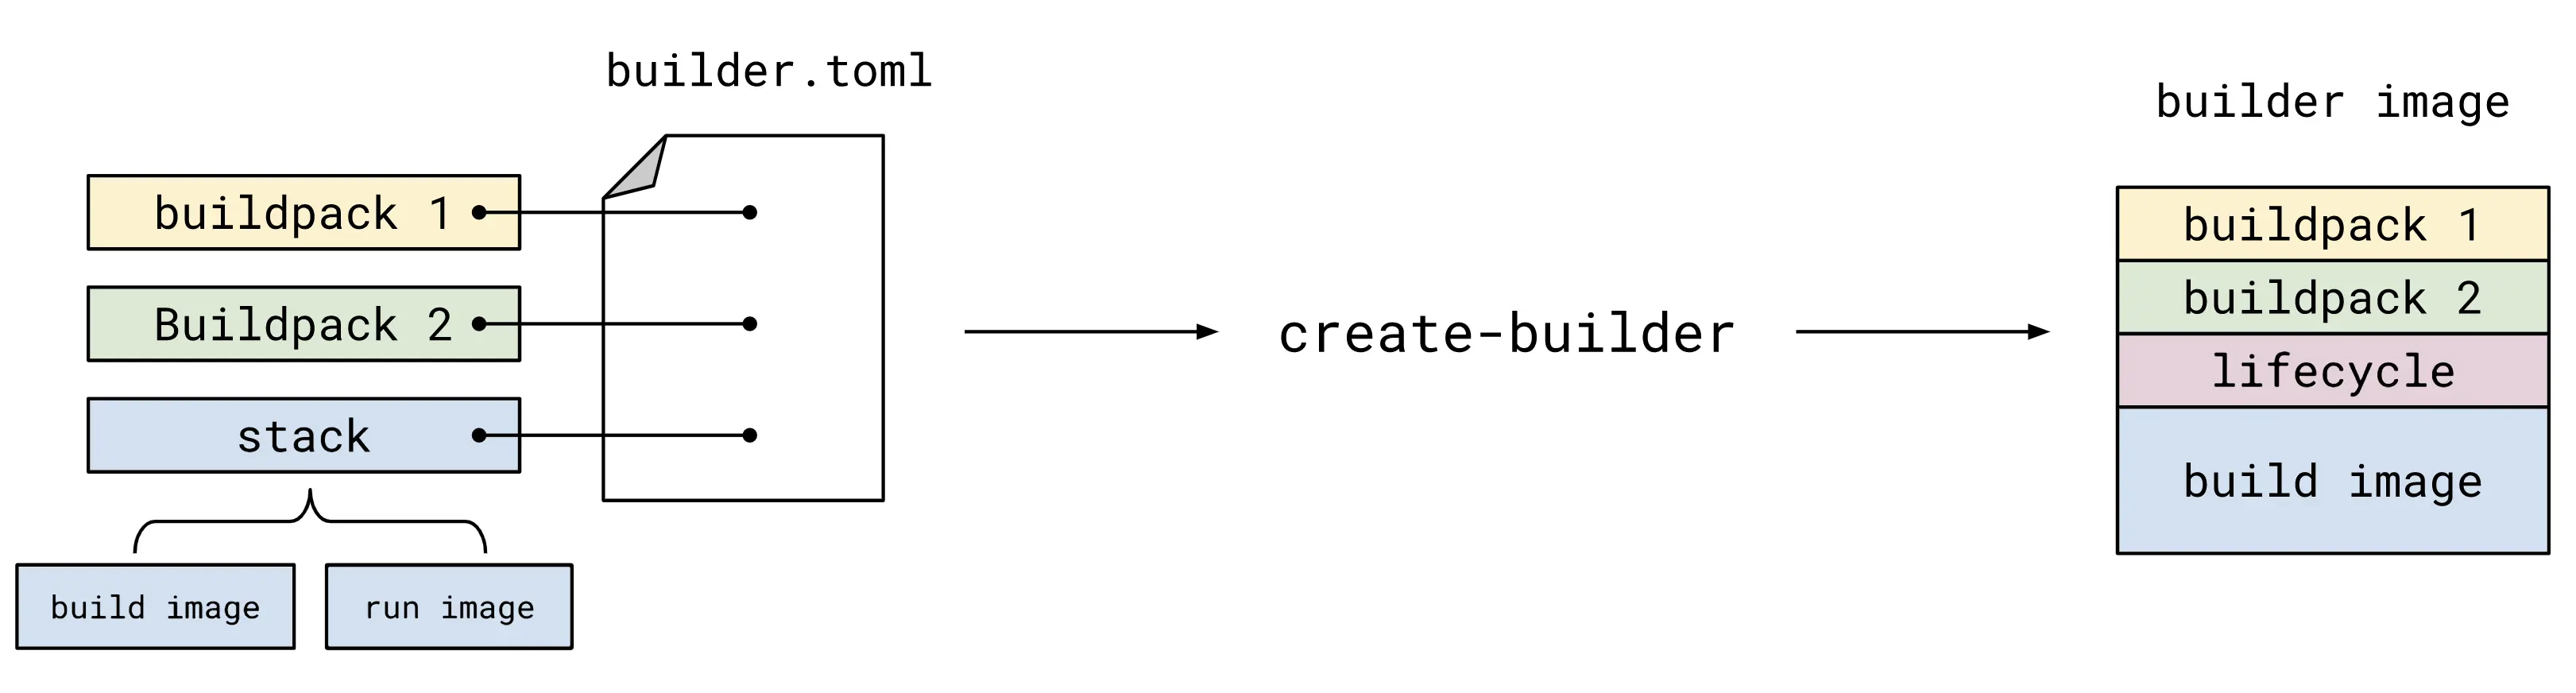 builder.toml
buildpack 1
Buildpack 2
stack
build image
run image
create-builder
builder image
buildpack 1
buildpack 2
lifecycle
build image